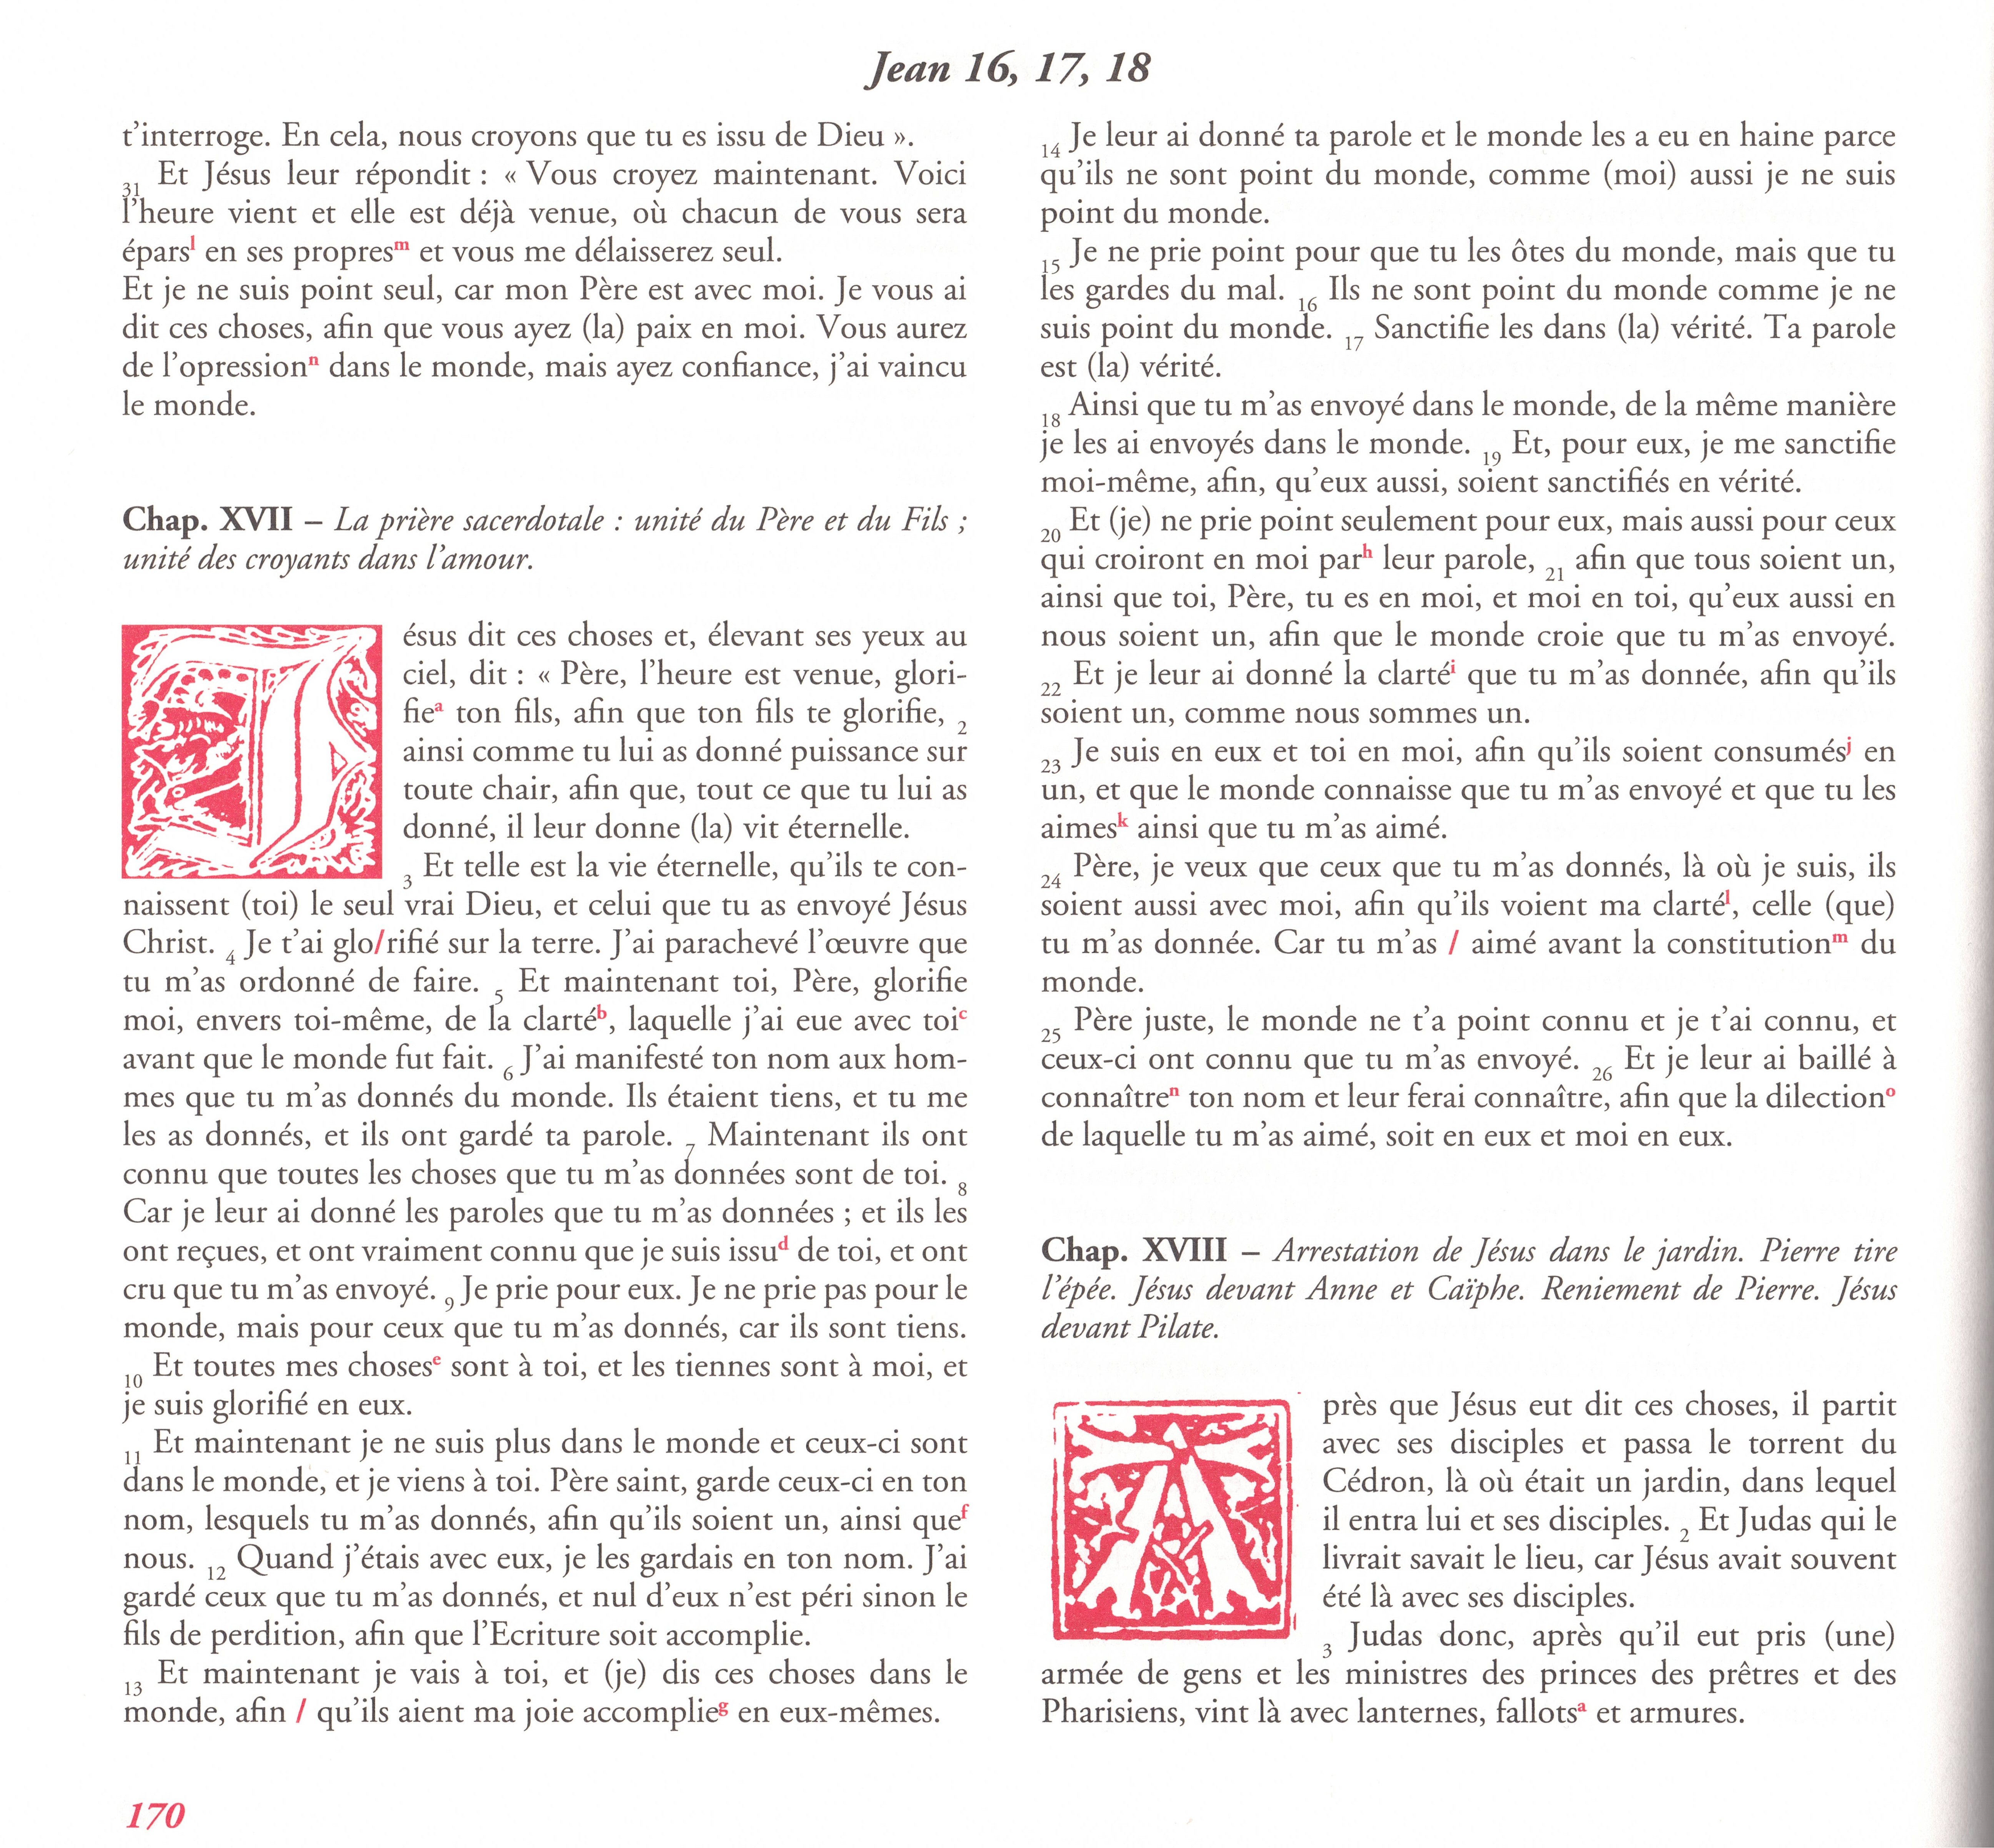 Jean 16, 17, 18
t’interroge. En cela, nous croyons que tu es issu de Dieu ».
31 Et Jésus leur répondit : « Vous croyez maintenant. Voici
l’heure vient et elle est déjà venue, où chacun de vous sera
éparsl en ses propresm et vous me délaisserez seul.
Et je ne suis point seul, car mon Père est avec moi. Je vous ai
dit ces choses, afin que vous ayez (la) paix en moi. Vous aurez
de l’opressionn dans le monde, mais ayez confiance, j’ai vaincu
le monde.
Chap. XVII – La prière sacerdotale : unité du Père et du Fils ;
unité des croyants dans l’amour.
Jésus dit ces choses et, élevant ses yeux au
ciel, dit : « Père, l’heure est venue, glori-
fiea ton fils, afin que ton fils te glorifie, 2
ainsi comme tu lui as donné puissance sur
toute chair, afin que, tout ce que tu lui as
donné, il leur donne (la) vit éternelle.
3 Et telle est la vie éternelle, qu’ils te con-
naissent (toi) le seul vrai Dieu, et celui que tu as envoyé Jésus
Christ. 4 Je t’ai glo/rifié sur la terre. J’ai parachevé l’œuvre que
tu m’as ordonné de faire. 5 Et maintenant toi, Père, glorifie
moi, envers toi-même, de la clartéb, laquelle j’ai eue avec toic
avant que le monde fut fait. 6 J’ai manifesté ton nom aux hom-
mes que tu m’as donnés du monde. Ils étaient tiens, et tu me
les as donnés, et ils ont gardé ta parole. 7 Maintenant ils ont
connu que toutes les choses que tu m’as données sont de toi. 8
Car je leur ai donné les paroles que tu m’as données ; et ils les
ont reçues, et ont vraiment connu que je suis issud de toi, et ont
cru que tu m’as envoyé. 9 Je prie pour eux. Je ne prie pas pour le
monde, mais pour ceux que tu m’as donnés, car ils sont tiens.
10 Et toutes mes chosese sont à toi, et les tiennes sont à moi, et
je suis glorifié en eux.
11 Et maintenant je ne suis plus dans le monde et ceux-ci sont
dans le monde, et je viens à toi. Père saint, garde ceux-ci en ton
nom, lesquels tu m’as donnés, afin qu’ils soient un, ainsi quef
nous. 12 Quand j’étais avec eux, je les gardais en ton nom. J’ai
gardé ceux que tu m’as donnés, et nul d’eux n’est péri sinon le
fils de perdition, afin que l’Ecriture soit accomplie.
13 Et maintenant je vais à toi, et (je) dis ces choses dans le
monde, afin / qu’ils aient ma joie accomplieg en eux-mêmes.
14 Je leur ai donné ta parole et le monde les a eu en haine parce
qu’ils ne sont point du monde, comme (moi) aussi je ne suis
point du monde.
15 Je ne prie point pour que tu les ôtes du monde, mais que tu
les gardes du mal. 16 Ils ne sont point du monde comme je ne
suis point du monde. 17 Sanctifie les dans (la) vérité. Ta parole
est (la) vérité.
18 Ainsi que tu m’as envoyé dans le monde, de la même manière
je les ai envoyés dans le monde. 19 Et, pour eux, je me sanctifie
moi-même, afin, qu’eux aussi, soient sanctifiés en vérité.
20 Et (je) ne prie point seulement pour eux, mais aussi pour ceux
qui croiront en moi parh leur parole, 21 afin que tous soient un,
ainsi que toi, Père, tu es en moi, et moi en toi, qu’eux aussi en
nous soient un, afin que le monde croie que tu m’as envoyé.
22 Et je leur ai donné la clartéi que tu m’as donnée, afin qu’ils
soient un, comme nous sommes un.
23 Je suis en eux et toi en moi, afin qu’ils soient consumésj en
un, et que le monde connaisse que tu m’as envoyé et que tu les
aimesk ainsi que tu m’as aimé.
24 Père, je veux que ceux que tu m’as donnés, là où je suis, ils
soient aussi avec moi, afin qu’ils voient ma clartél, celle (que)
tu m’as donnée. Car tu m’as / aimé avant la constitutionm du
monde.
25 Père juste, le monde ne t’a point connu et je t’ai connu, et
ceux-ci ont connu que tu m’as envoyé. 26 Et je leur ai baillé à
connaîtren ton nom et leur ferai connaître, afin que la dilectiono
de laquelle tu m’as aimé, soit en eux et moi en eux.
Chap. XVIII – Arrestation de Jésus dans le jardin. Pierre tire
l’épée. Jésus devant Anne et Caïphe. Reniement de Pierre. Jésus
devant Pilate.
Après que Jésus eut dit ces choses, il partit
avec ses disciples et passa le torrent du
Cédron, là où était un jardin, dans lequel
il entra lui et ses disciples. 2 Et Judas qui le
livrait savait le lieu, car Jésus avait souvent
été là avec ses disciples.
3 Judas donc, après qu’il eut pris (une)
armée de gens et les ministres des princes des prêtres et des
Pharisiens, vint là avec lanternes, fallotsa et armures.
170